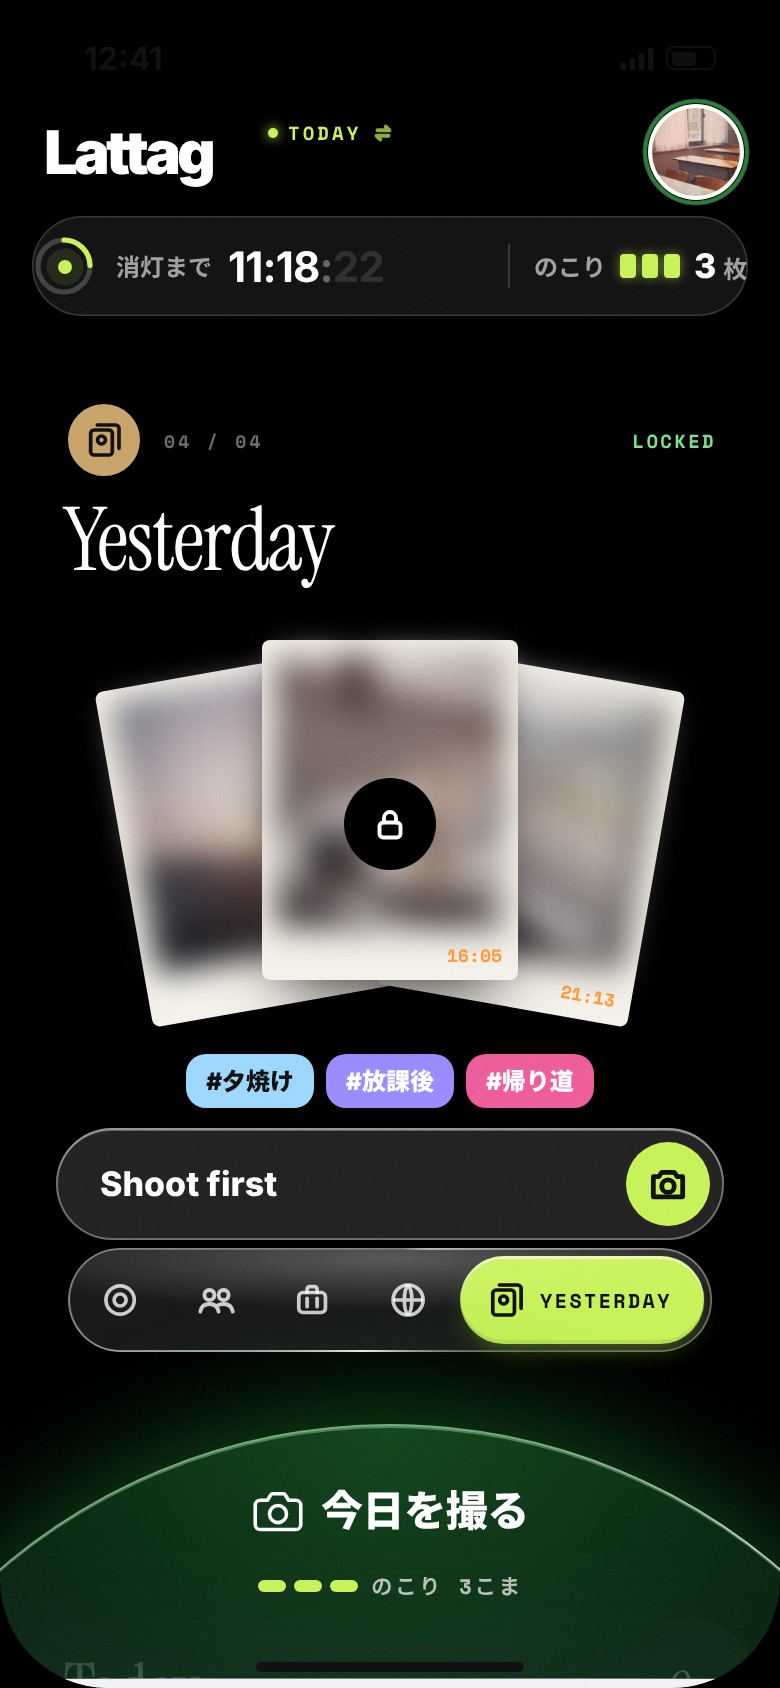 12:41
Lattag
TODAY
消灯まで 11:18:22
のこり 3 枚
04 / 04
LOCKED
Yesterday
16:05
21:13
#夕焼け #放課後 #帰り道
Shoot first
YESTERDAY
今日を撮る
のこり 3こま